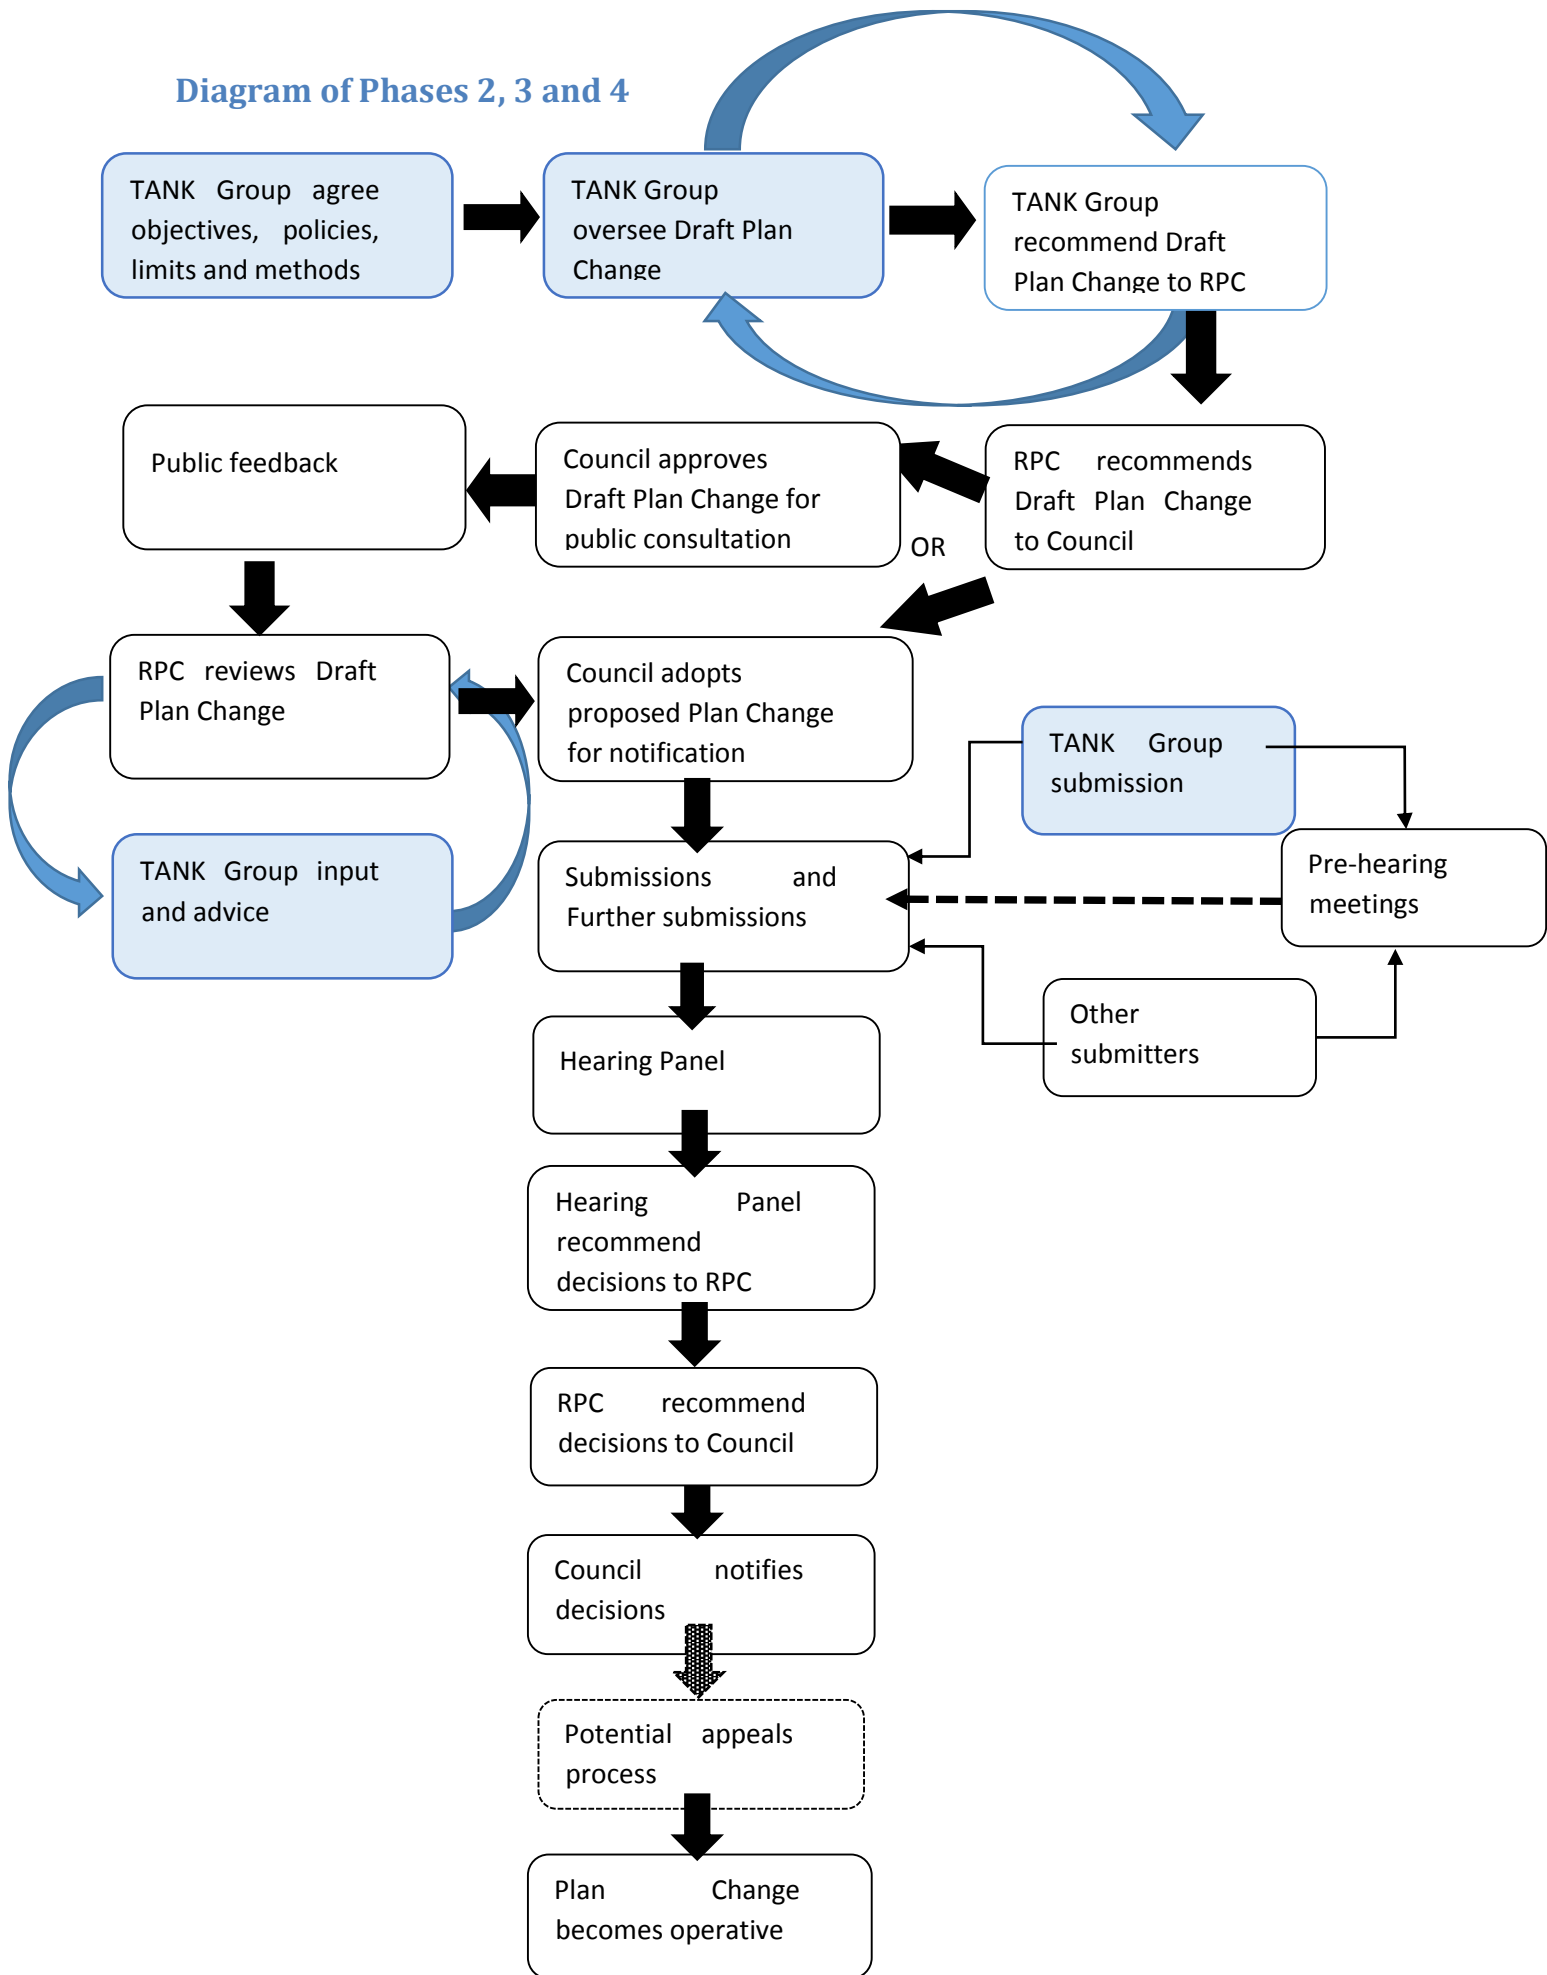 Diagram of Phases 2, 3 and 4
TANK Group agree
objectives, policies,
limits and methods
TANK Group
oversee Draft Plan
Change
TANK Group
recommend Draft
Plan Change to RPC
Public feedback
Council approves
Draft Plan Change for
public consultation
OR
RPC recommends
Draft Plan Change
to Council
RPC reviews Draft
Plan Change
Council adopts
proposed Plan Change
for notification
TANK Group
submission
TANK Group input
and advice
Submissions and
Further submissions
Pre-hearing
meetings
Other
submitters
Hearing Panel
Hearing Panel
recommend
decisions to RPC
RPC recommend
decisions to Council
Council notifies
decisions
Potential appeals
process
Plan Change
becomes operative